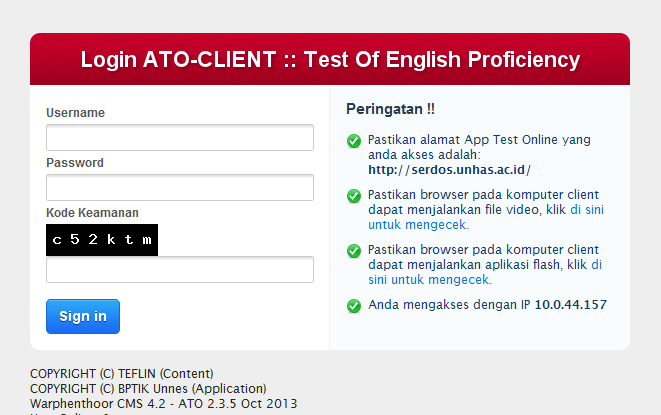 Login ATO-CLIENT :: Test Of English Proficiency
Username
Password
Kode Keamanan
c52ktm
Sign in
Peringatan !!
Pastikan alamat App Test Online yang
anda akses adalah:
http://serdos.unhas.ac.id/
Pastikan browser pada komputer client
dapat menjalankan file video, klik di sini
untuk mengecek.
Pastikan browser pada komputer client
dapat menjalankan aplikasi flash, klik di
sini untuk mengecek.
Anda mengakses dengan IP 10.0.44.157
COPYRIGHT (C) TEFLIN (Content)
COPYRIGHT (C) BPTIK Unnes (Application)
Warphenthoor CMS 4.2 - ATO 2.3.5 Oct 2013